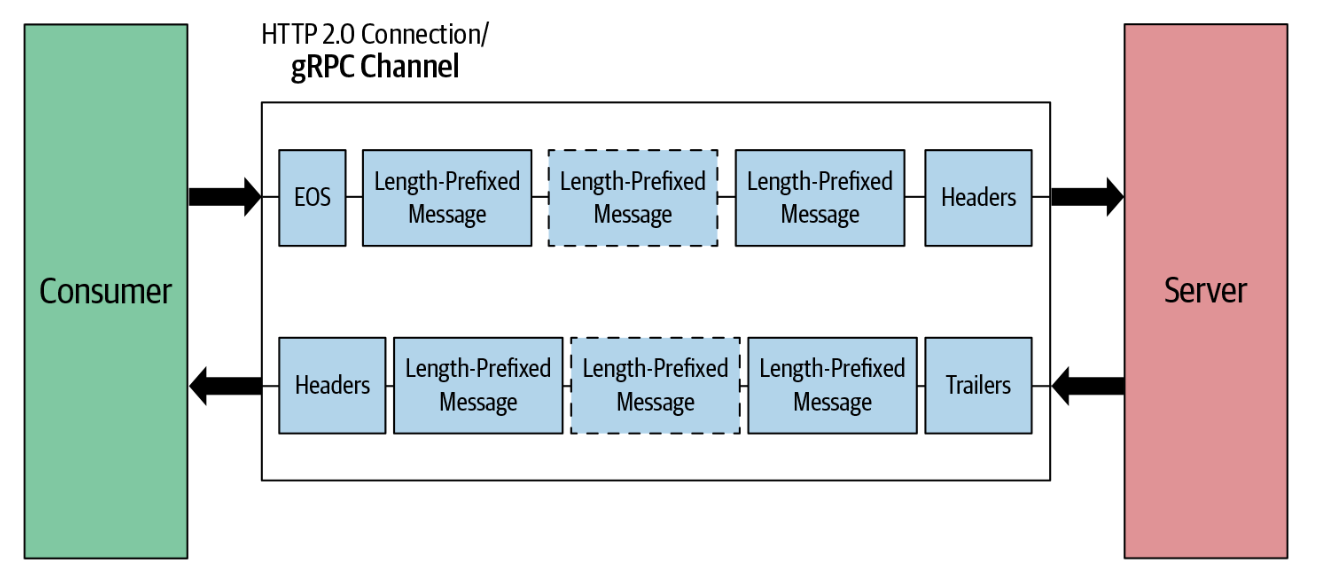 HTTP 2.0 Connection/
gRPC Channel
Consumer
EOS
Length-Prefixed
Message
Length-Prefixed
Message
Length-Prefixed
Message
Headers
Server
Headers
Length-Prefixed
Message
Length-Prefixed
Message
Length-Prefixed
Message
Trailers